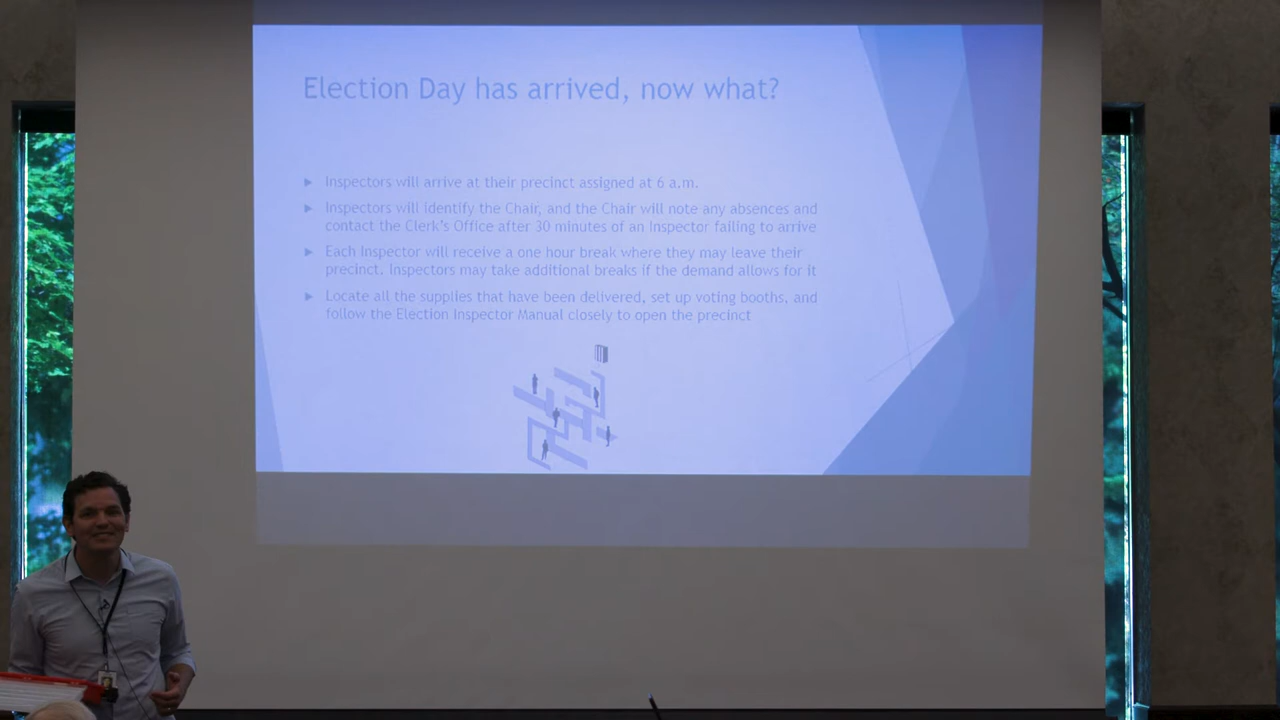 Election Day has arrived, now what?
► Inspectors will arrive at their precinct assigned at 6 a.m.
► Inspectors will identify the Chair, and the Chair will note any absences and
contact the Clerk's Office after 30 minutes of an Inspector failing to arrive
► Each Inspector will receive a one hour break where they may leave their
precinct. Inspectors may take additional breaks if the demand allows for it
► Locate all the supplies that have been delivered, set up voting booths, and
follow the Election Inspector Manual closely to open the precinct